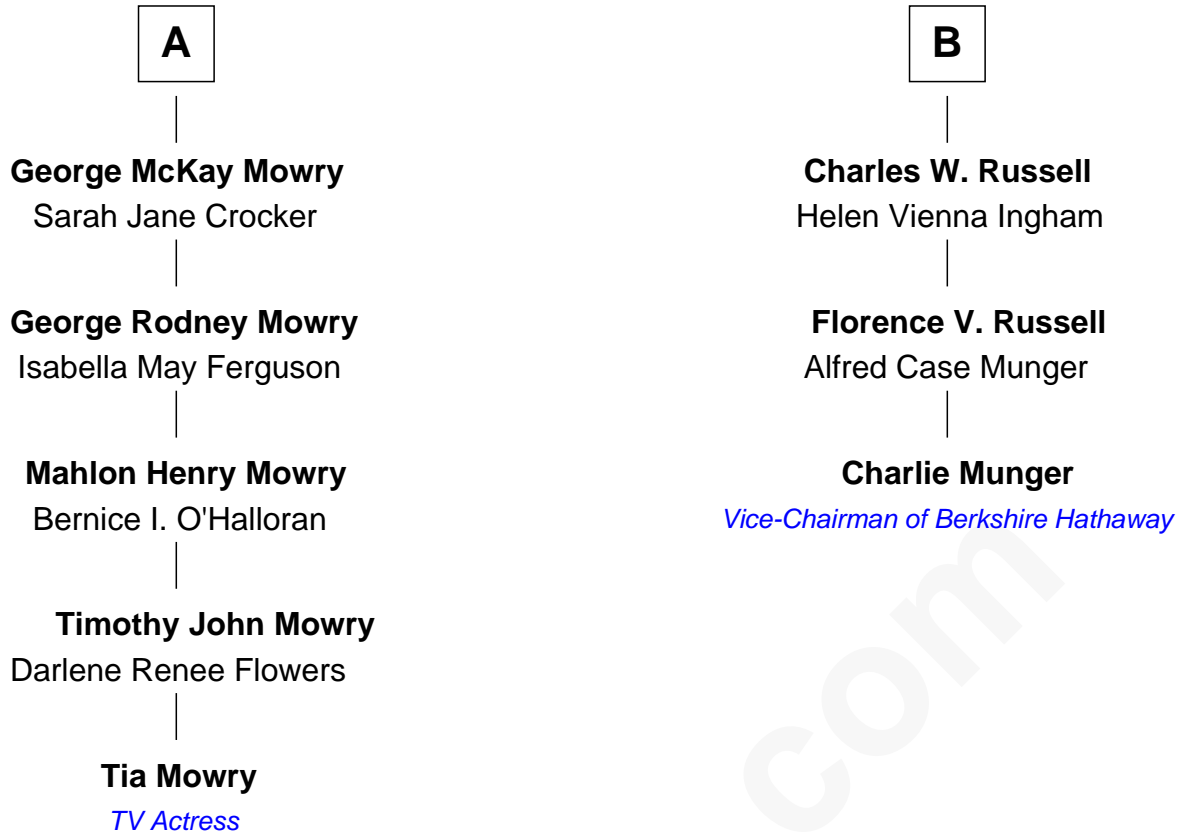 A
George McKay Mowry
Sarah Jane Crocker
George Rodney Mowry
Isabella May Ferguson
Mahlon Henry Mowry
Bernice I. O'Halloran
Timothy John Mowry
Darlene Renee Flowers
Tia Mowry
TV Actress
B
Charles W. Russell
Helen Vienna Ingham
Florence V. Russell
Alfred Case Munger
Charlie Munger
Vice-Chairman of Berkshire Hathaway
com